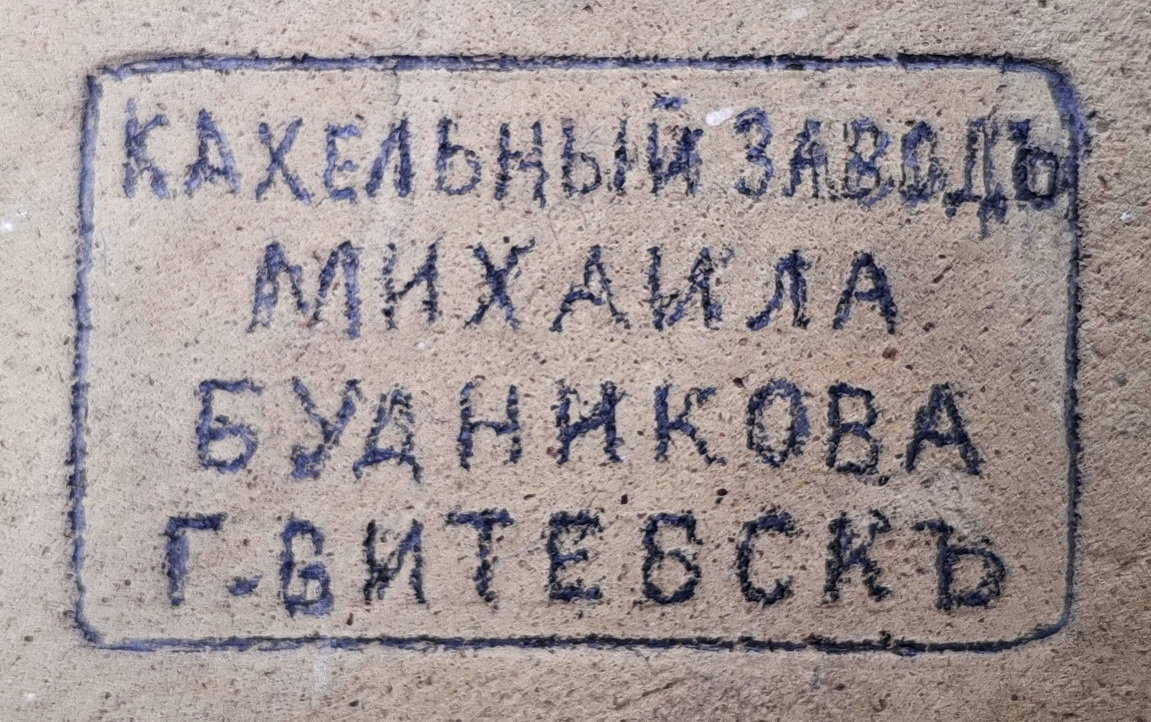 КАХЕЛЬНЫЙ ЗАВОДЪ
МИХАИЛА
БУДНИКОВА
Г. ВИТЕБСКЪ